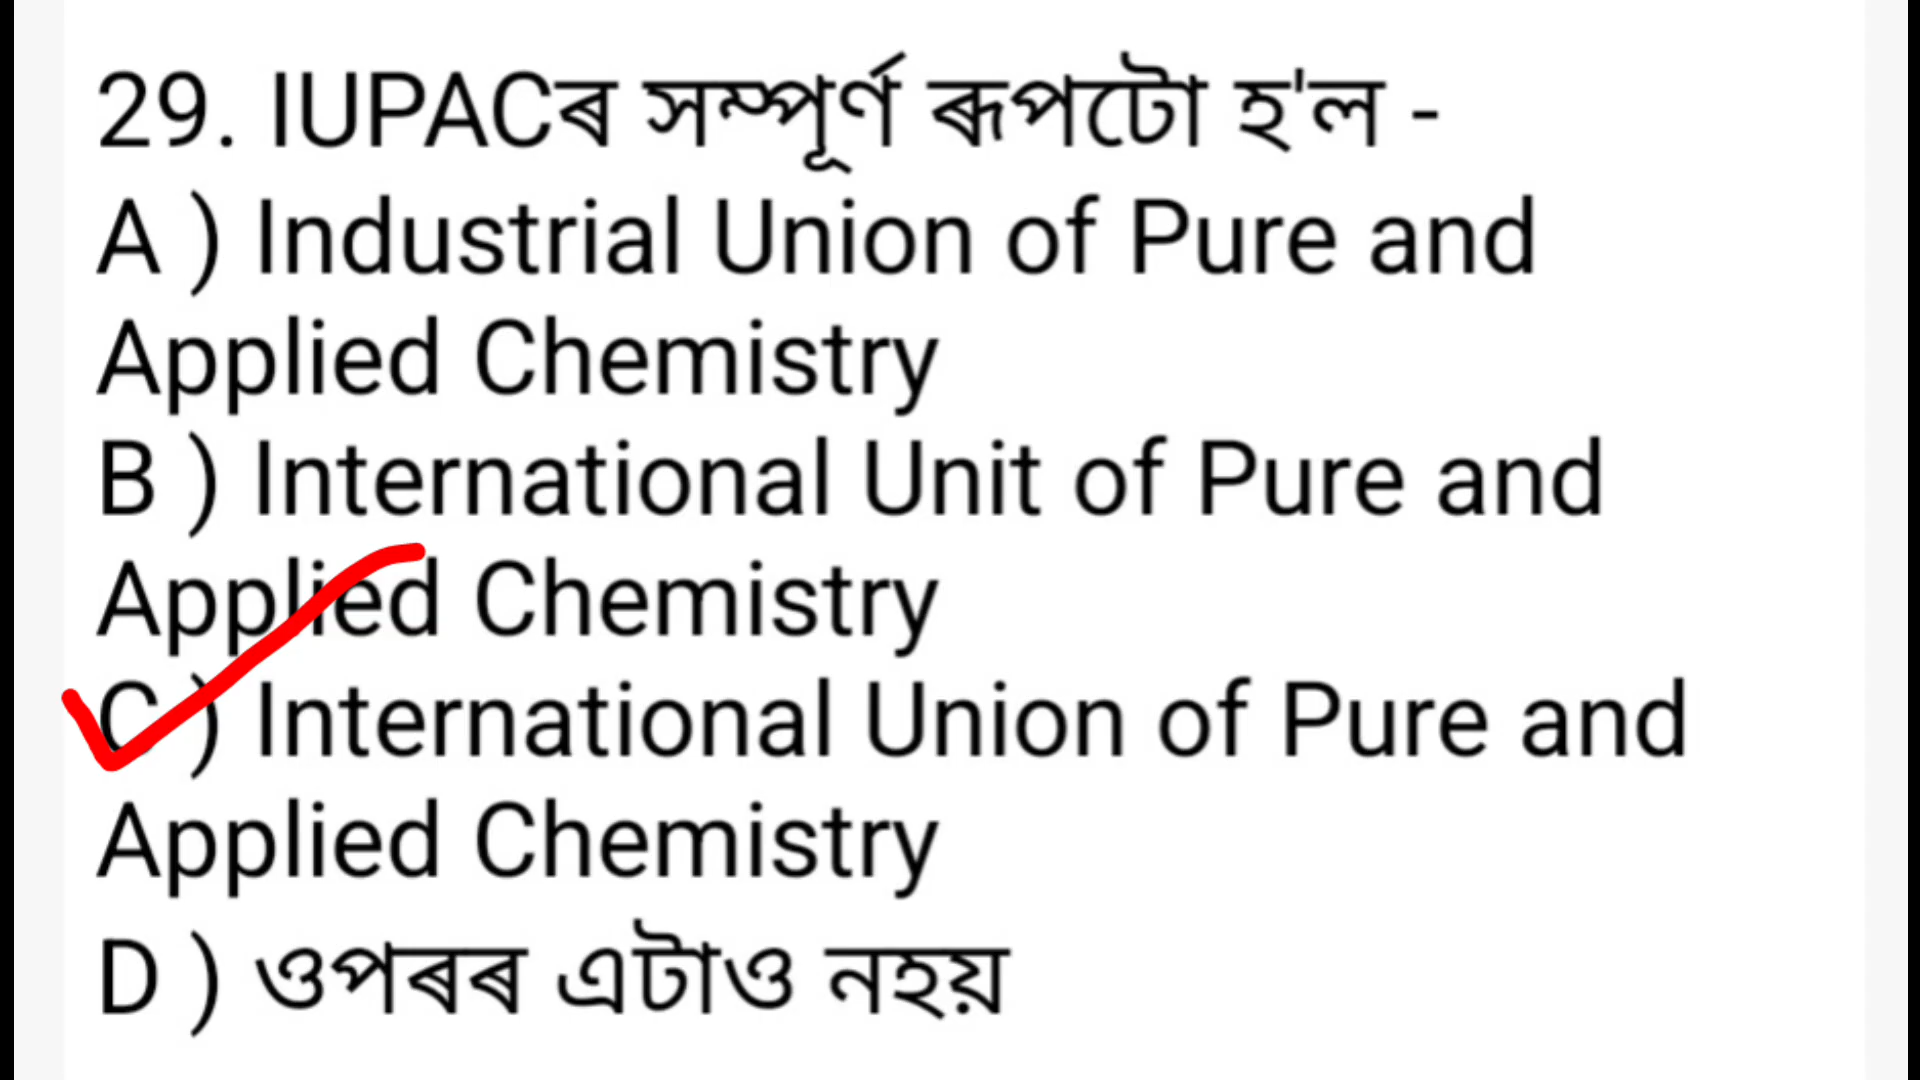 29. IUPACৰ সম্পূৰ্ণ ৰূপটো হ'ল -
A ) Industrial Union of Pure and
Applied Chemistry
B ) International Unit of Pure and
Applied Chemistry
C ) International Union of Pure and
Applied Chemistry
D ) ওপৰৰ এটাও নহয়